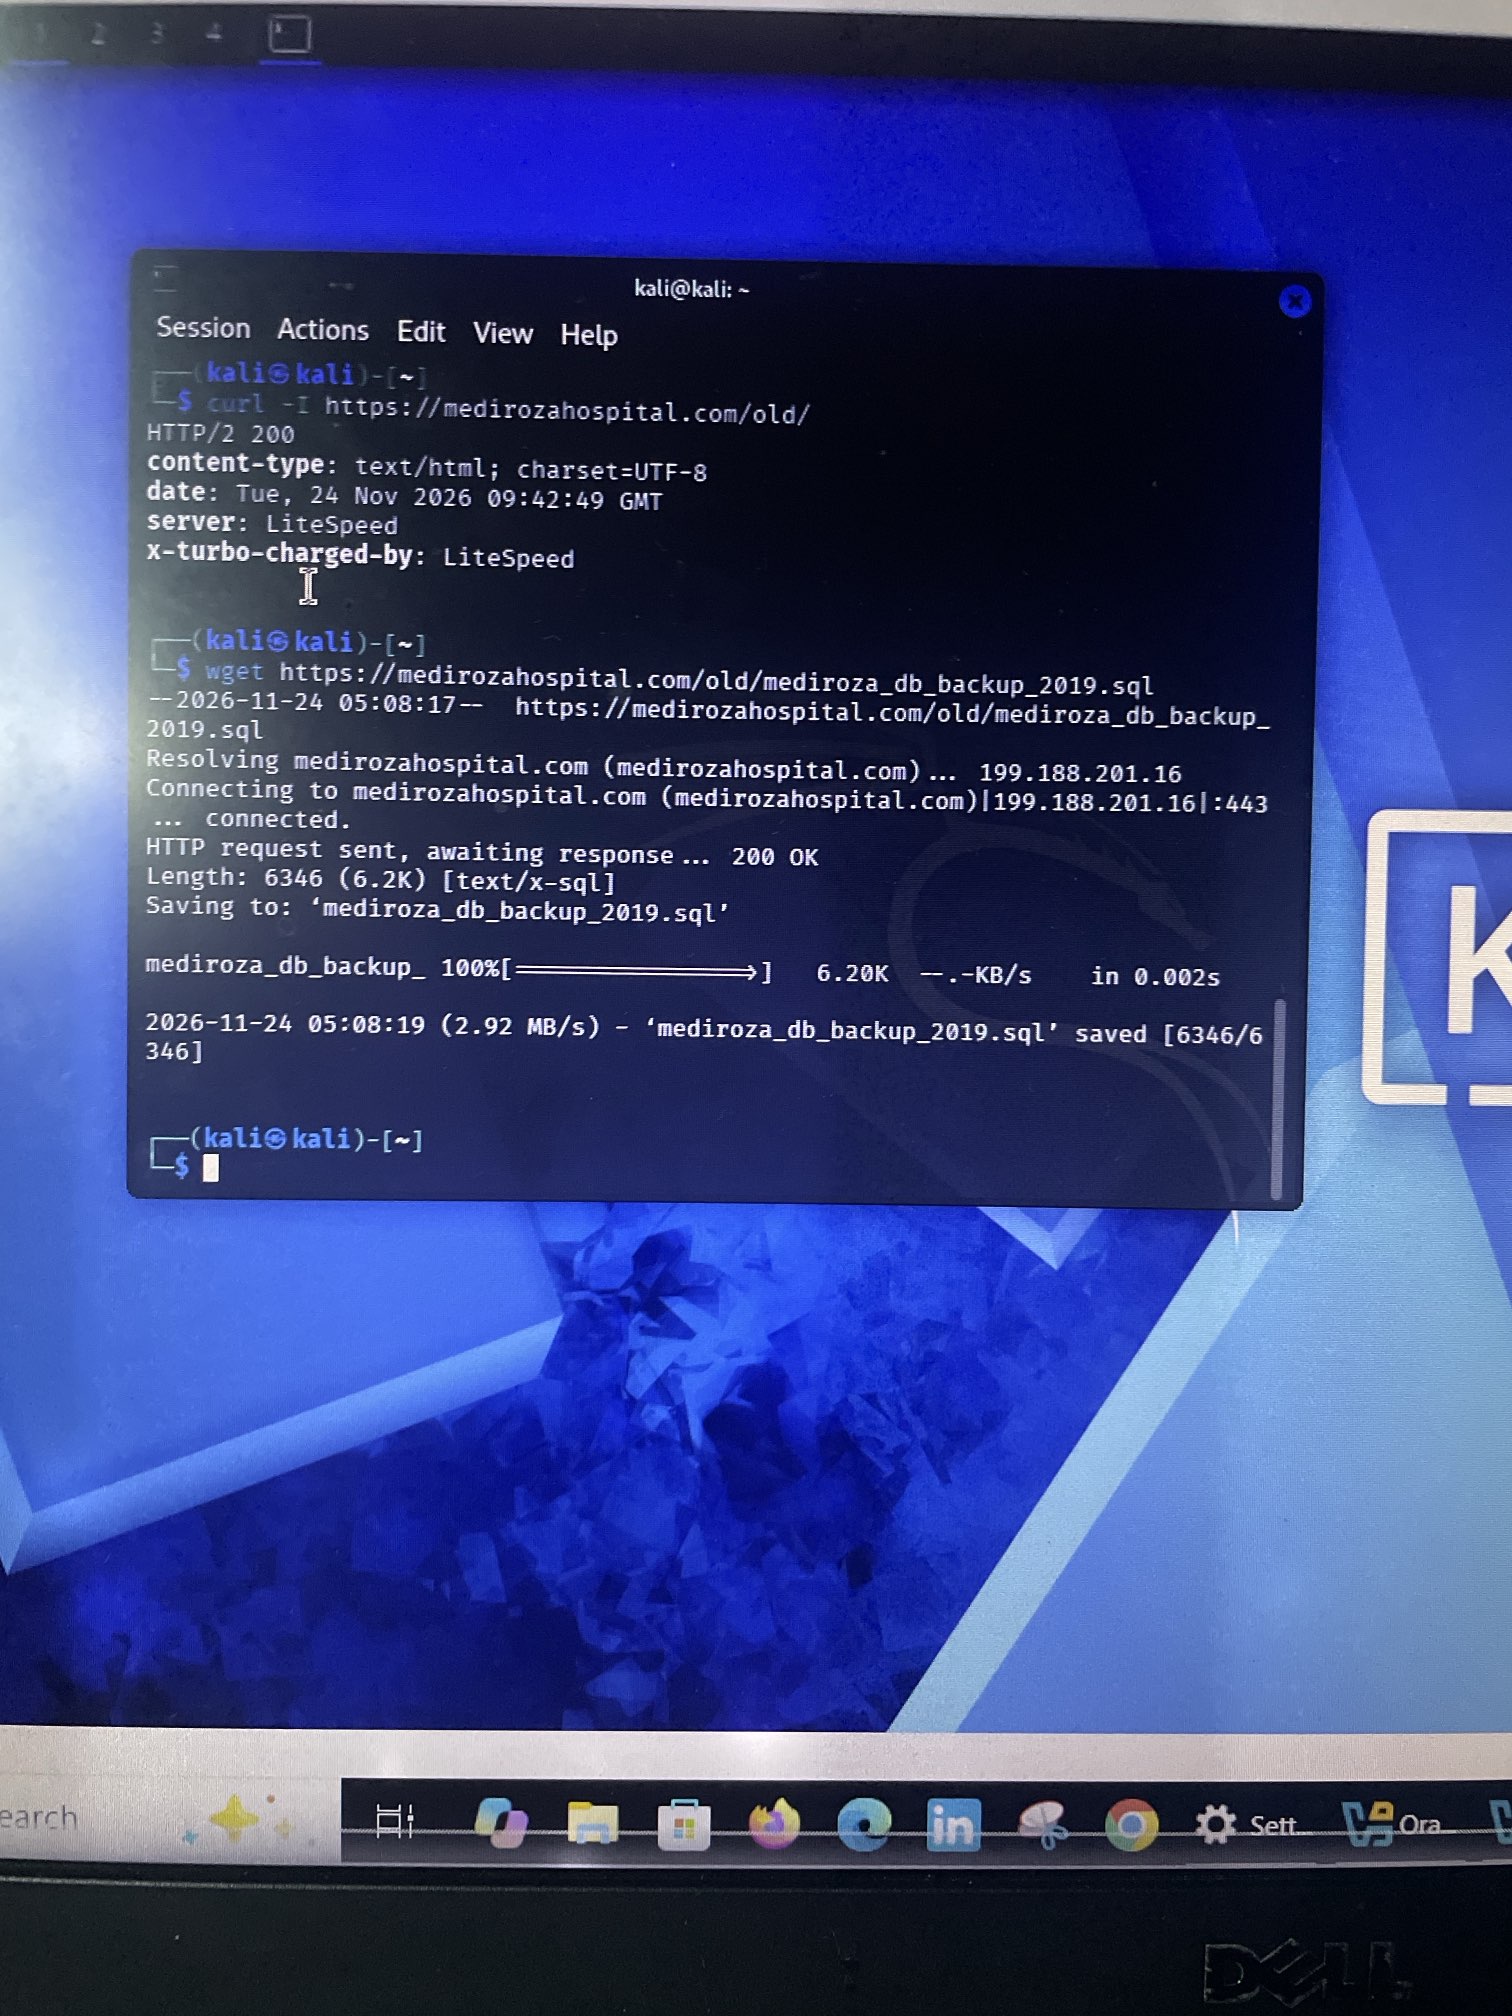 1 2 3 4
kali@kali: ~
Session Actions Edit View Help
(kali㉿kali)-[~]
$ curl -I https://medirozahospital.com/old/
HTTP/2 200
content-type: text/html; charset=UTF-8
date: Tue, 24 Nov 2026 09:42:49 GMT
server: LiteSpeed
x-turbo-charged-by: LiteSpeed
(kali㉿kali)-[~]
$ wget https://medirozahospital.com/old/mediroza_db_backup_2019.sql
--2026-11-24 05:08:17-- https://medirozahospital.com/old/mediroza_db_backup_
2019.sql
Resolving medirozahospital.com (medirozahospital.com)... 199.188.201.16
Connecting to medirozahospital.com (medirozahospital.com)|199.188.201.16|:443
... connected.
HTTP request sent, awaiting response... 200 OK
Length: 6346 (6.2K) [text/x-sql]
Saving to: ‘mediroza_db_backup_2019.sql’
mediroza_db_backup_ 100%[===================>] 6.20K --.-KB/s in 0.002s
2026-11-24 05:08:19 (2.92 MB/s) - ‘mediroza_db_backup_2019.sql’ saved [6346/6
346]
(kali㉿kali)-[~]
$
K
earch
in
Sett...
Ora...
DELL